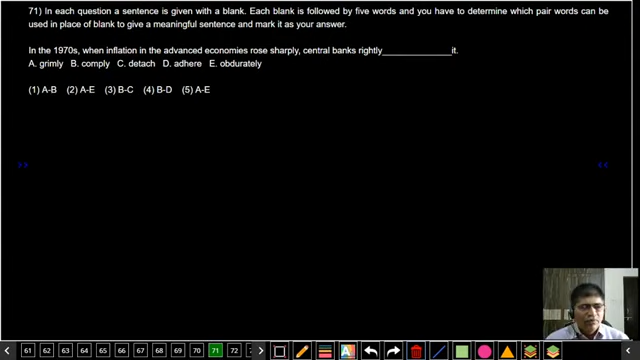 71) In each question a sentence is given with a blank. Each blank is followed by five words and you have to determine which pair words can be
used in place of blank to give a meaningful sentence and mark it as your answer.
In the 1970s, when inflation in the advanced economies rose sharply, central banks rightly______________it.
A. grimly B. comply C. detach D. adhere E. obdurately
(1) A-B (2) A-E (3) B-C (4) B-D (5) A-E
>> <<
61 62 63 64 65 66 67 68 69 70 71 72 7 A